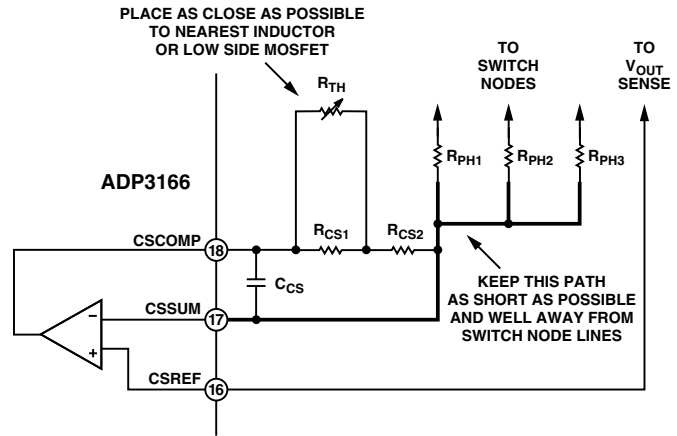 PLACE AS CLOSE AS POSSIBLE
TO NEAREST INDUCTOR
OR LOW SIDE MOSFET
TO
SWITCH
NODES
TO
VOUT
SENSE
RTH
RPH1
RPH2
RPH3
ADP3166
CSCOMP
18
RCS1
RCS2
CCS
KEEP THIS PATH
AS SHORT AS POSSIBLE
AND WELL AWAY FROM
SWITCH NODE LINES
CSSUM
17
–
+
CSREF
16